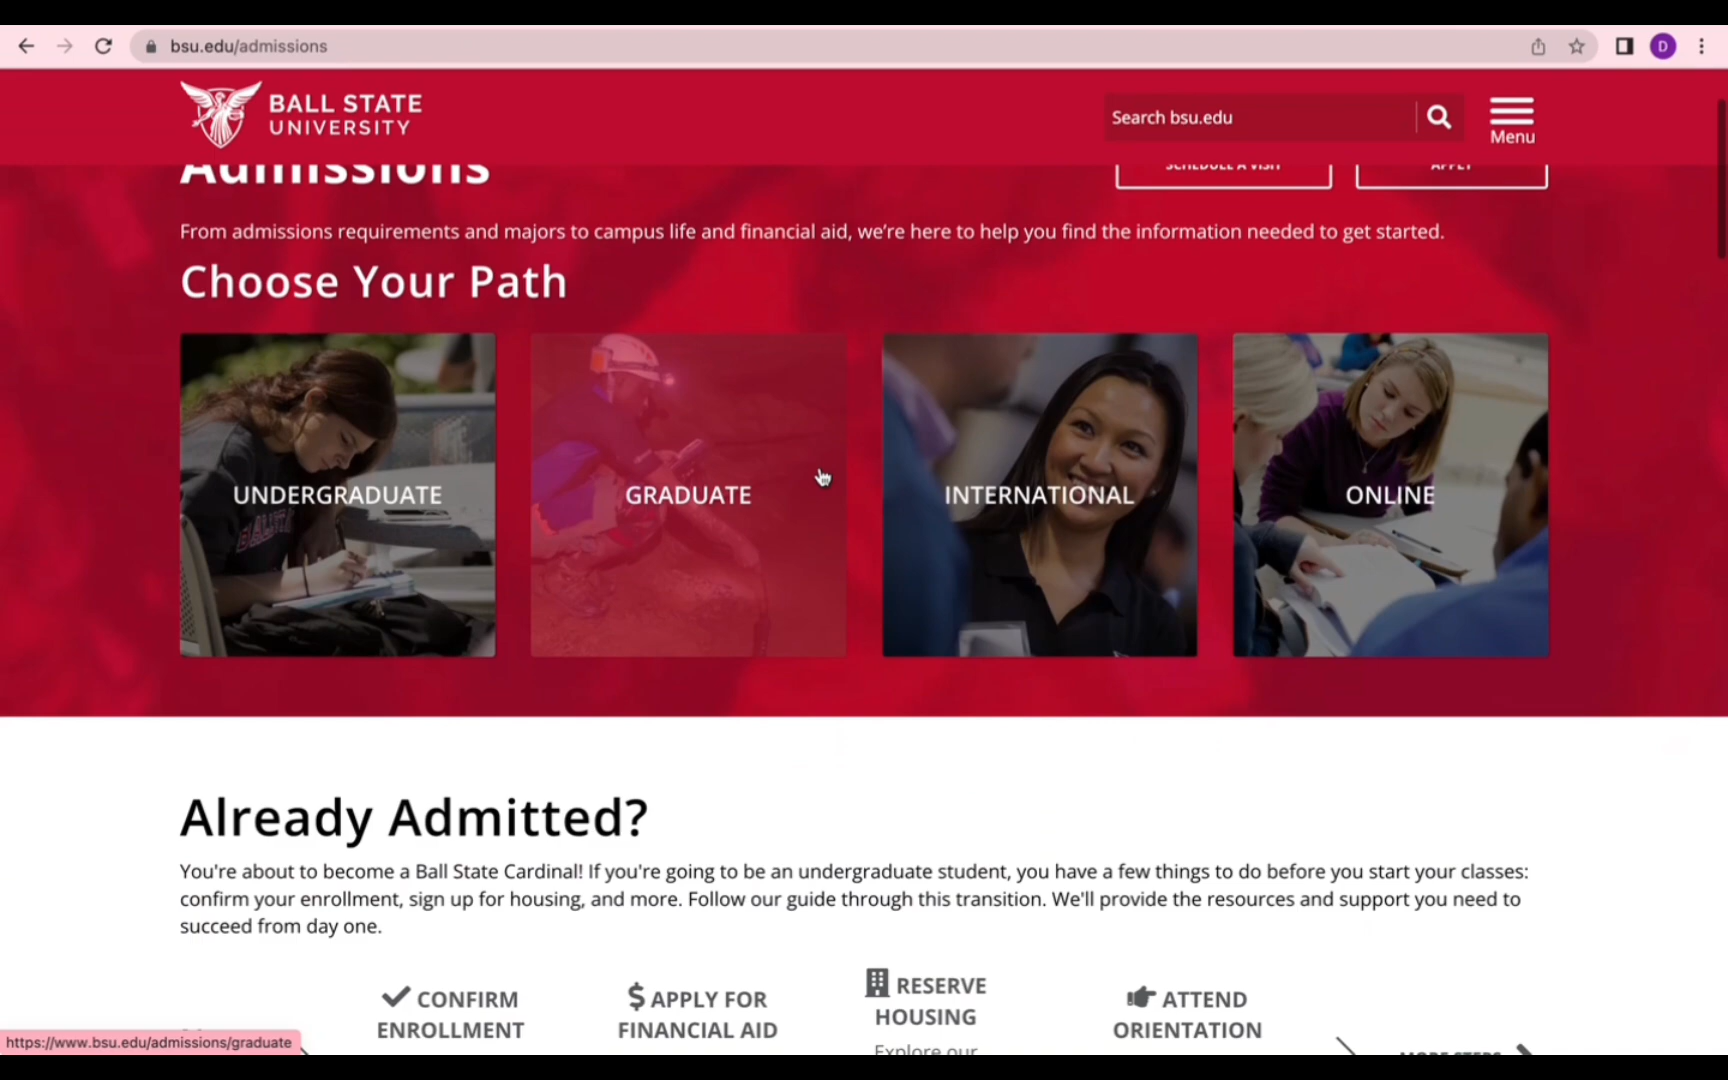 bsu.edu/admissions
D
BALL STATE
UNIVERSITY
Search bsu.edu
Menu
Admissions
SCHEDULE A VISIT
APPLY
From admissions requirements and majors to campus life and financial aid, we're here to help you find the information needed to get started.
Choose Your Path
UNDERGRADUATE
GRADUATE
INTERNATIONAL
ONLINE
Already Admitted?
You're about to become a Ball State Cardinal! If you're going to be an undergraduate student, you have a few things to do before you start your classes:
confirm your enrollment, sign up for housing, and more. Follow our guide through this transition. We'll provide the resources and support you need to
succeed from day one.
CONFIRM
ENROLLMENT
$ APPLY FOR
FINANCIAL AID
RESERVE
HOUSING
Explore our
ATTEND
ORIENTATION
MORE STEPS
https://www.bsu.edu/admissions/graduate